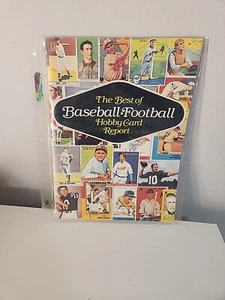 The Best of
Baseball-Football
Hobby Card
Report